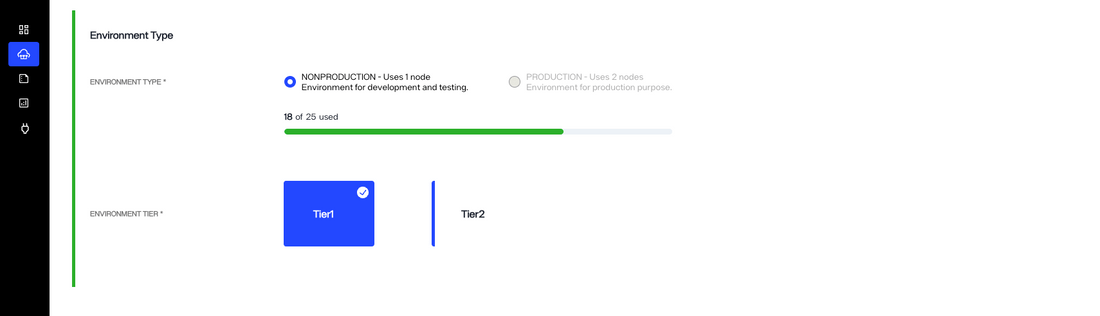 Environment Type
ENVIRONMENT TYPE *
NONPRODUCTION - Uses 1 node
Environment for development and testing.
PRODUCTION - Uses 2 nodes
Environment for production purpose.
18 of 25 used
ENVIRONMENT TIER *
Tier1
Tier2